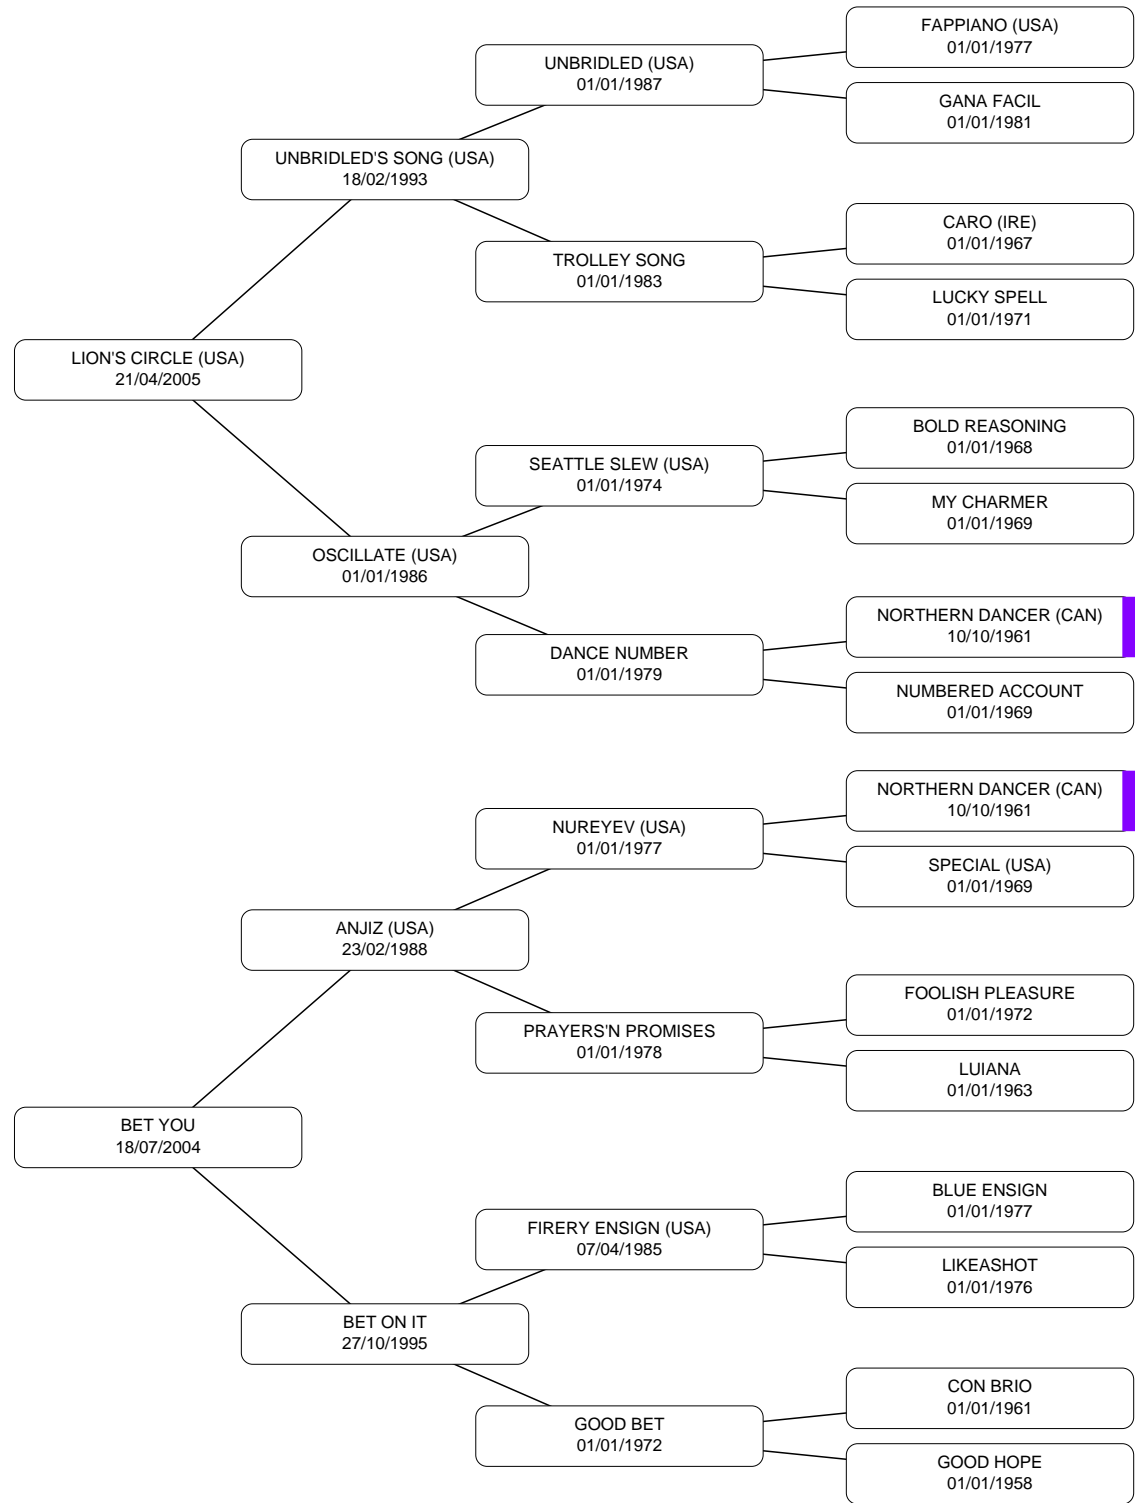 FAPPIANO (USA)
01/01/1977
UNBRIDLED (USA)
01/01/1987
GANA FACIL
01/01/1981
UNBRIDLED'S SONG (USA)
18/02/1993
CARO (IRE)
01/01/1967
TROLLEY SONG
01/01/1983
LUCKY SPELL
01/01/1971
LION'S CIRCLE (USA)
21/04/2005
BOLD REASONING
01/01/1968
SEATTLE SLEW (USA)
01/01/1974
MY CHARMER
01/01/1969
OSCILLATE (USA)
01/01/1986
NORTHERN DANCER (CAN)
10/10/1961
DANCE NUMBER
01/01/1979
NUMBERED ACCOUNT
01/01/1969
NORTHERN DANCER (CAN)
10/10/1961
NUREYEV (USA)
01/01/1977
SPECIAL (USA)
01/01/1969
ANJIZ (USA)
23/02/1988
FOOLISH PLEASURE
01/01/1972
PRAYERS'N PROMISES
01/01/1978
LUIANA
01/01/1963
BET YOU
18/07/2004
BLUE ENSIGN
01/01/1977
FIRERY ENSIGN (USA)
07/04/1985
LIKEASHOT
01/01/1976
BET ON IT
27/10/1995
CON BRIO
01/01/1961
GOOD BET
01/01/1972
GOOD HOPE
01/01/1958